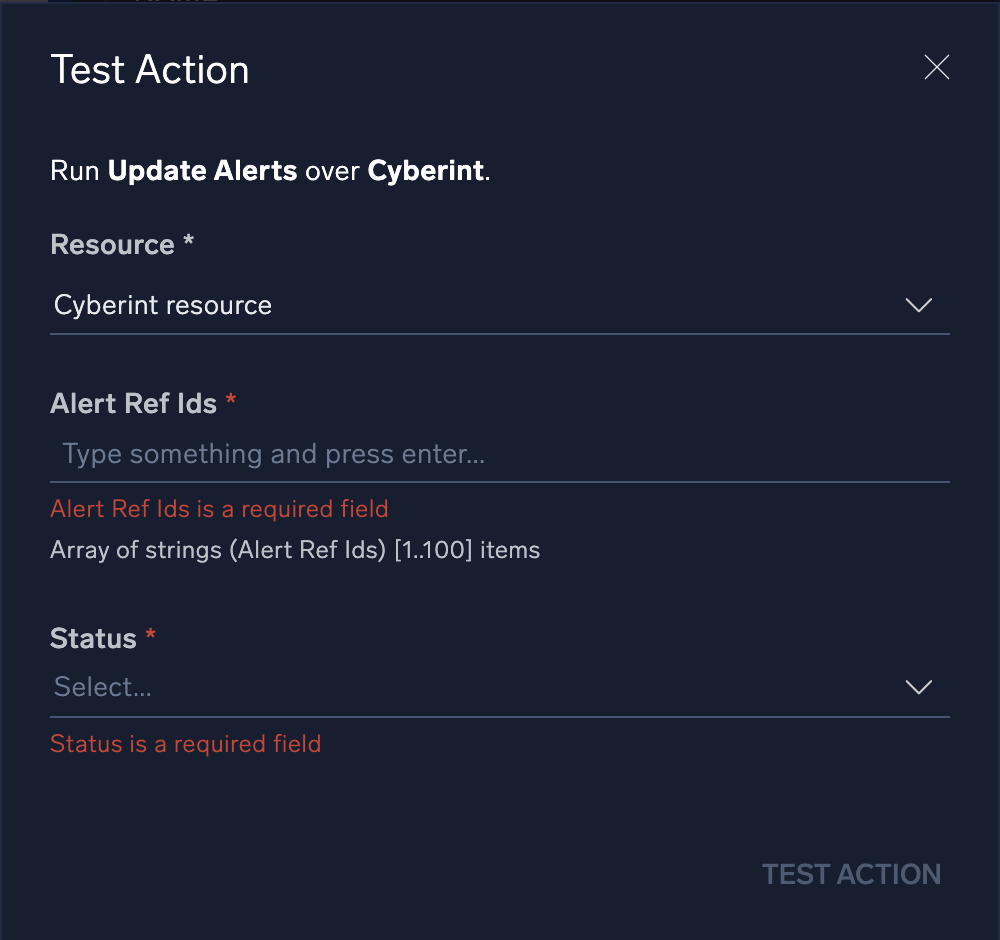 Test Action
Run Update Alerts over Cyberint.
Resource *
Cyberint resource
Alert Ref Ids *
Type something and press enter...
Alert Ref Ids is a required field
Array of strings (Alert Ref Ids) [1..100] items
Status *
Select...
Status is a required field
TEST ACTION